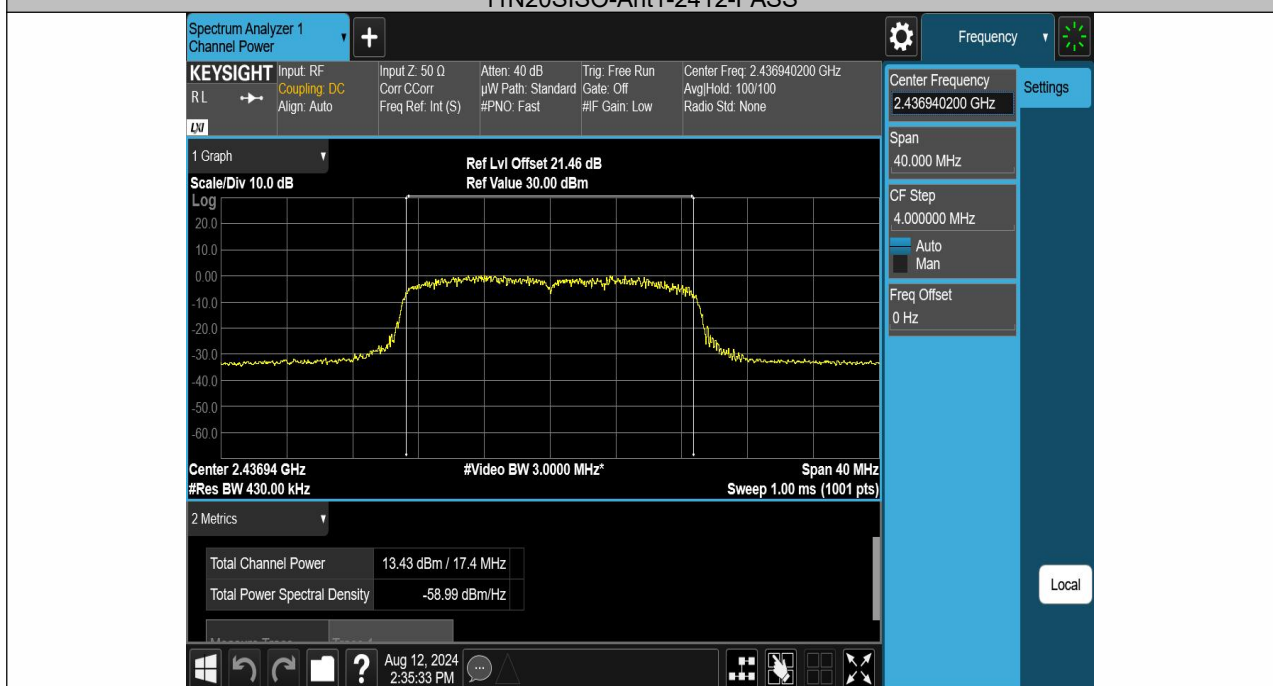 11N20SISO-Ant1-2412-PASS
Spectrum Analyzer 1
Channel Power
Frequency
KEYSIGHT
RL
LXI
Input: RF
Coupling: DC
Align: Auto
Input Z: 50 Ω
Corr CCorr
Freq Ref: Int (S)
Atten: 40 dB
µW Path: Standard
#PNO: Fast
Trig: Free Run
Gate: Off
#IF Gain: Low
Center Freq: 2.436940200 GHz
Avg|Hold: 100/100
Radio Std: None
Center Frequency
2.436940200 GHz
Settings
Span
40.000 MHz
CF Step
4.000000 MHz
Auto
Man
Freq Offset
0 Hz
Local
1 Graph
Scale/Div 10.0 dB
Ref Lvl Offset 21.46 dB
Ref Value 30.00 dBm
Log
20.0
10.0
0.00
-10.0
-20.0
-30.0
-40.0
-50.0
-60.0
Center 2.43694 GHz
#Video BW 3.0000 MHz*
Span 40 MHz
#Res BW 430.00 kHz
Sweep 1.00 ms (1001 pts)
2 Metrics
Total Channel Power 13.43 dBm / 17.4 MHz
Total Power Spectral Density -58.99 dBm/Hz
Aug 12, 2024
2:35:33 PM